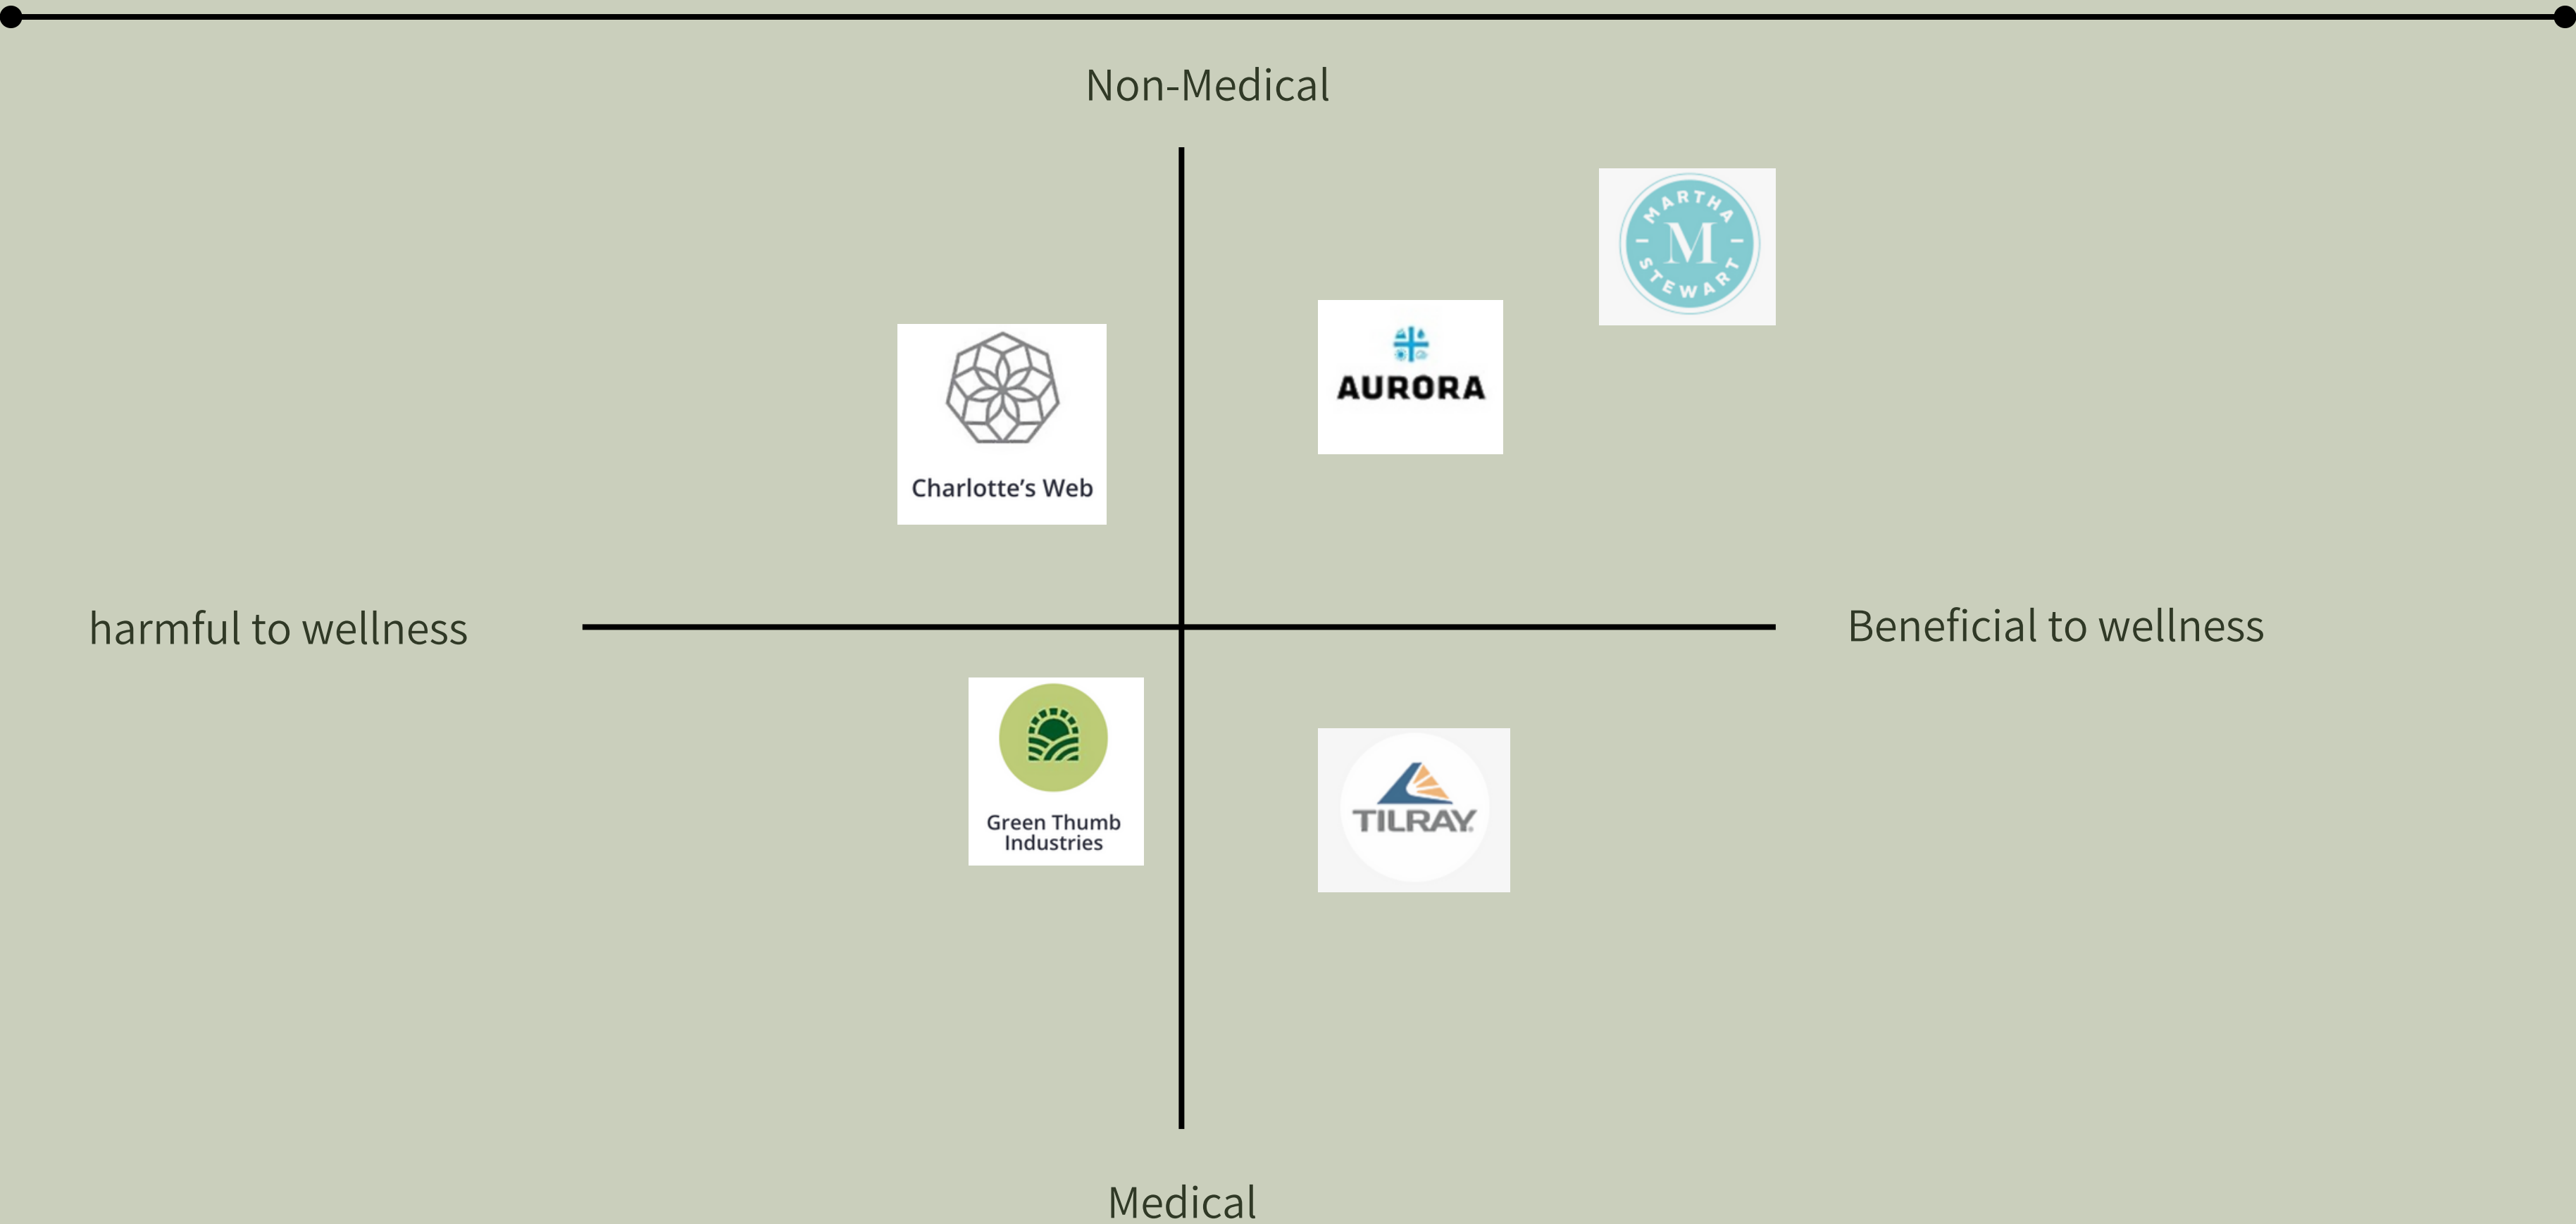 Non-Medical
MARTHA
M
STEWART
AURORA
Charlotte's Web
harmful to wellness
Beneficial to wellness
Green Thumb
Industries
TILRAY
Medical